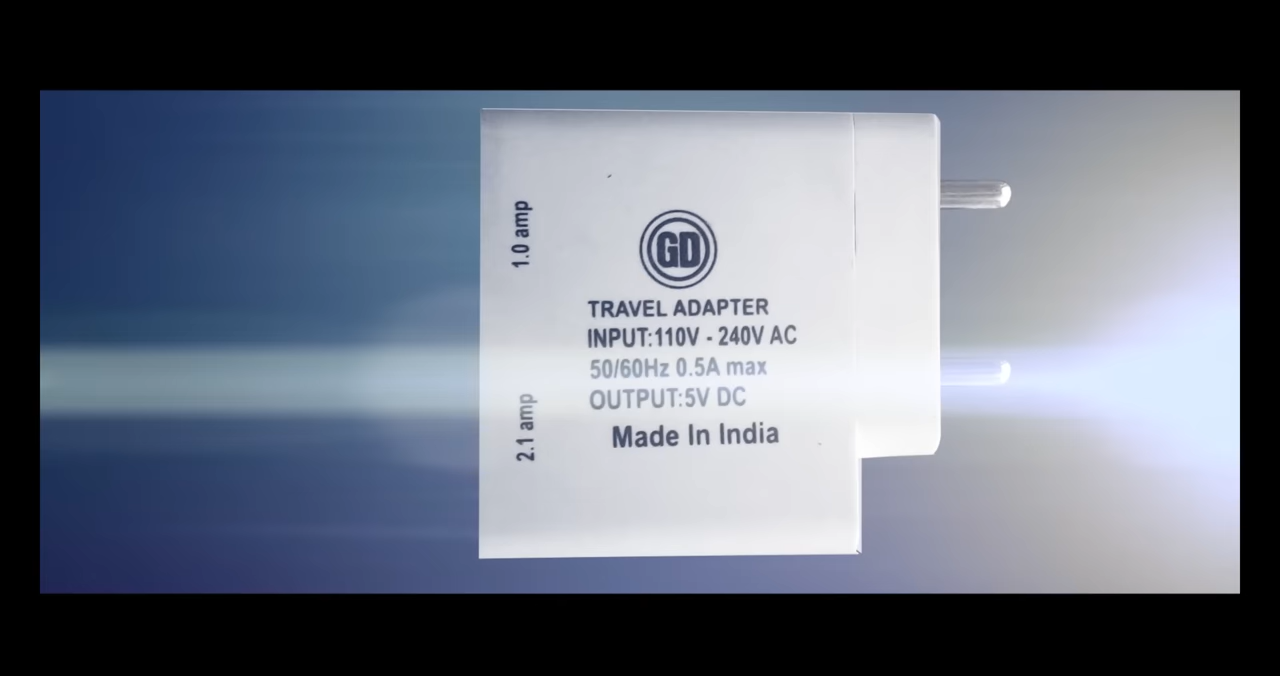 1.0 amp
GD
TRAVEL ADAPTER
INPUT:110V - 240V AC
50/60Hz 0.5A max
OUTPUT:5V DC
2.1 amp
Made In India